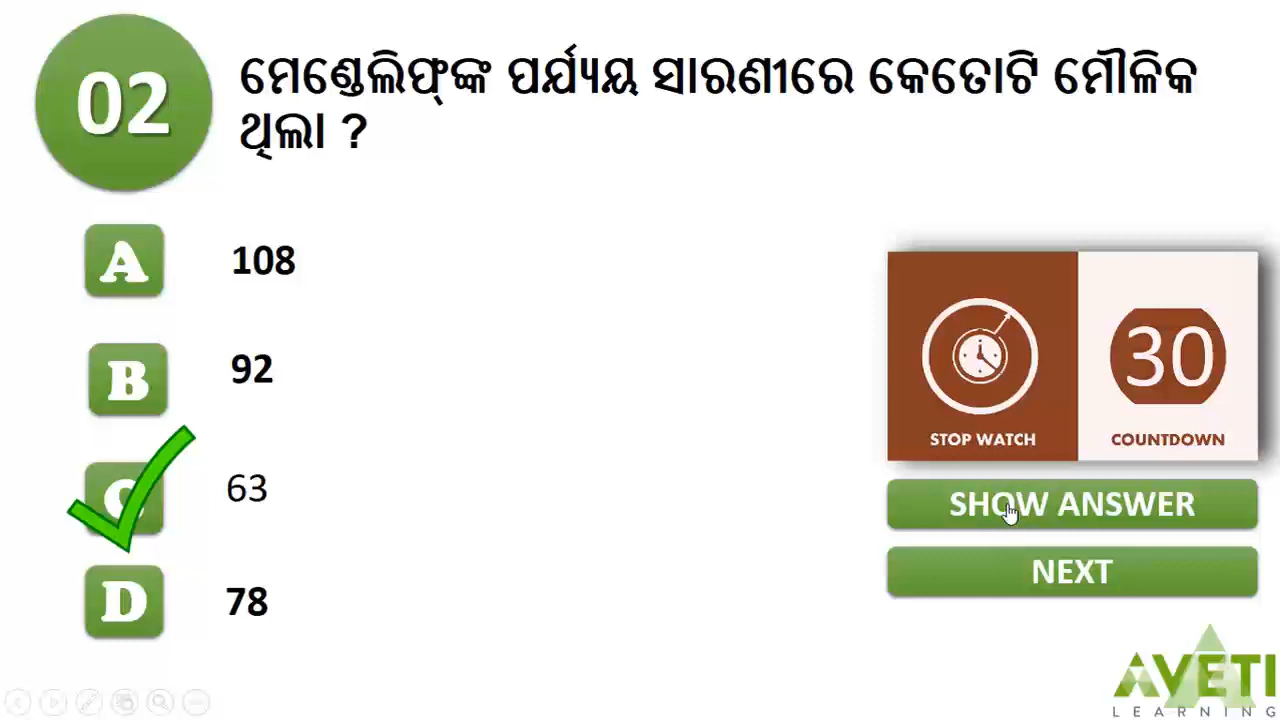 02
ମେଣ୍ଡେଲିଫ୍‌ଙ୍କ ପର୍ଯ୍ୟାୟ ସାରଣୀରେ କେତୋଟି ମୌଳିକ
ଥିଲା ?
A 108
B 92
C 63
D 78
STOP WATCH
30
COUNTDOWN
SHOW ANSWER
NEXT
AVETI
LEARNING